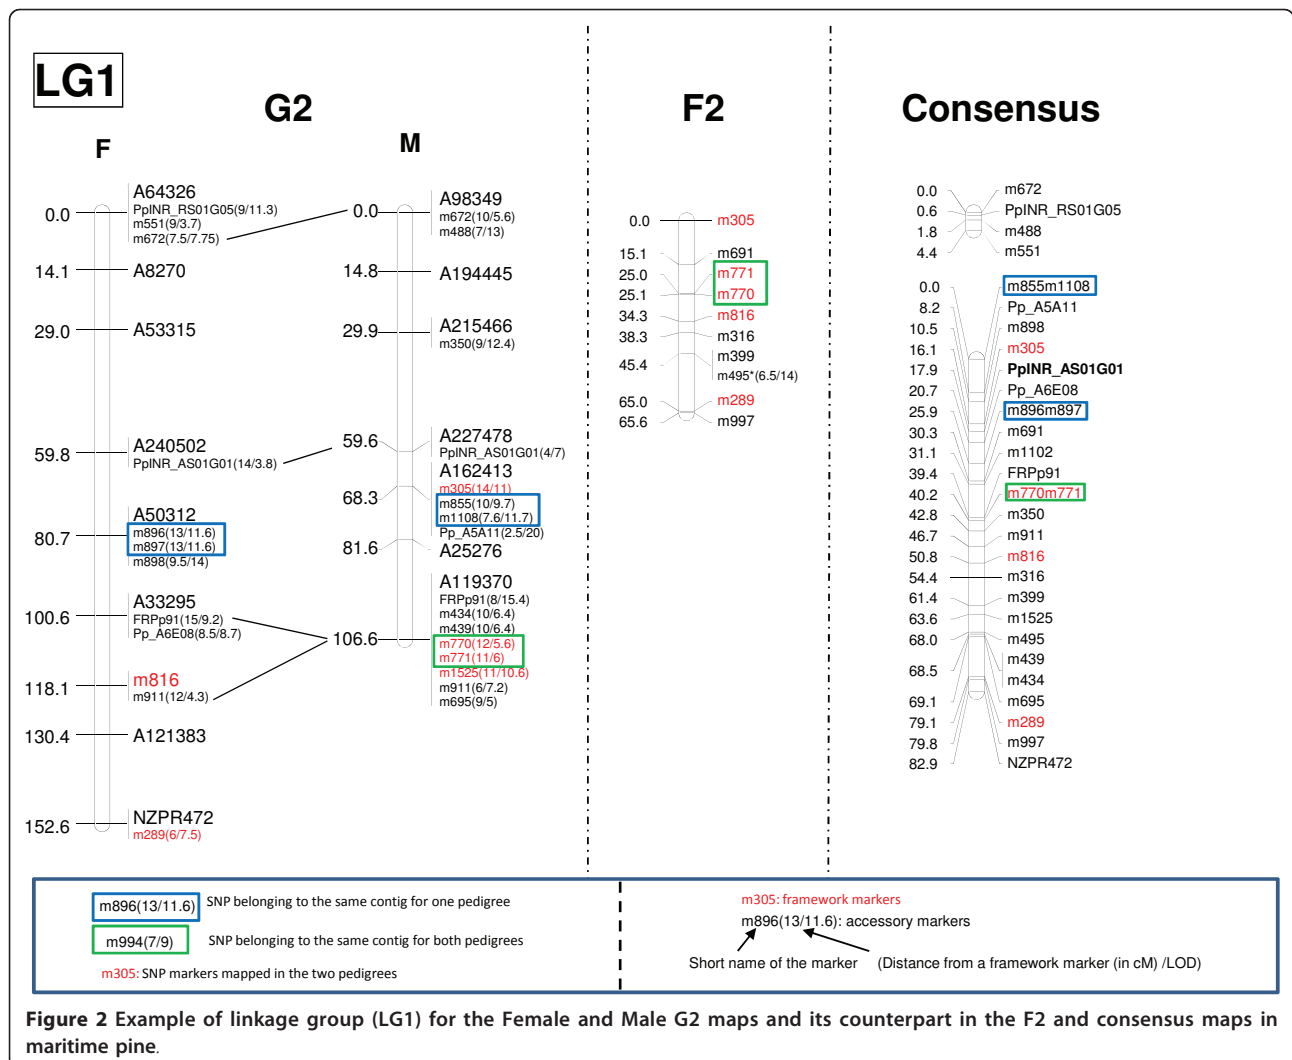 LG1
G2
F
M
F2
Consensus
0.0
14.1
29.0
59.8
80.7
100.6
118.1
130.4
152.6
A64326
PpINR_RS01G05(9/11.3)
m551(9/3.7)
m672(7.5/7.75)
A8270
A53315
A240502
PpINR_AS01G01(14/3.8)
A50312
m896(13/11.6)
m897(13/11.6)
m898(9.5/14)
A33295
FRPp91(15/9.2)
Pp_A6E08(8.5/8.7)
m816
m911(12/4.3)
A121383
NZPR472
m289(6/7.5)
0.0
14.8
29.9
59.6
68.3
81.6
106.6
A98349
m672(10/5.6)
m488(7/13)
A194445
A215466
m350(9/12.4)
A227478
PpINR_AS01G01(4/7)
A162413
m305(14/11)
m855(10/9.7)
m1108(7.6/11.7)
Pp_A5A11(2.5/20)
A25276
A119370
FRPp91(8/15.4)
m434(10/6.4)
m439(10/6.4)
m770(12/5.6)
m771(11/6)
m1525(11/10.6)
m911(6/7.2)
m695(9/5)
0.0 m305
15.1 m691
25.0 m771
25.1 m770
34.3 m816
38.3 m316
45.4 m399
m495*(6.5/14)
65.0 m289
65.6 m997
0.0 m672
0.6 PpINR_RS01G05
1.8 m488
4.4 m551
0.0 m855m1108
8.2 Pp_A5A11
10.5 m898
16.1 m305
17.9 PpINR_AS01G01
20.7 Pp_A6E08
25.9 m896m897
30.3 m691
31.1 m1102
39.4 FRPp91
40.2 m770m771
42.8 m350
46.7 m911
50.8 m816
54.4 m316
61.4 m399
63.6 m1525
68.0 m495
68.5 m439
m434
69.1 m695
79.1 m289
79.8 m997
82.9 NZPR472
m896(13/11.6) SNP belonging to the same contig for one pedigree
m994(7/9) SNP belonging to the same contig for both pedigrees
m305: SNP markers mapped in the two pedigrees
m305: framework markers
m896(13/11.6): accessory markers
Short name of the marker (Distance from a framework marker (in cM) /LOD)
Figure 2 Example of linkage group (LG1) for the Female and Male G2 maps and its counterpart in the F2 and consensus maps in
maritime pine.